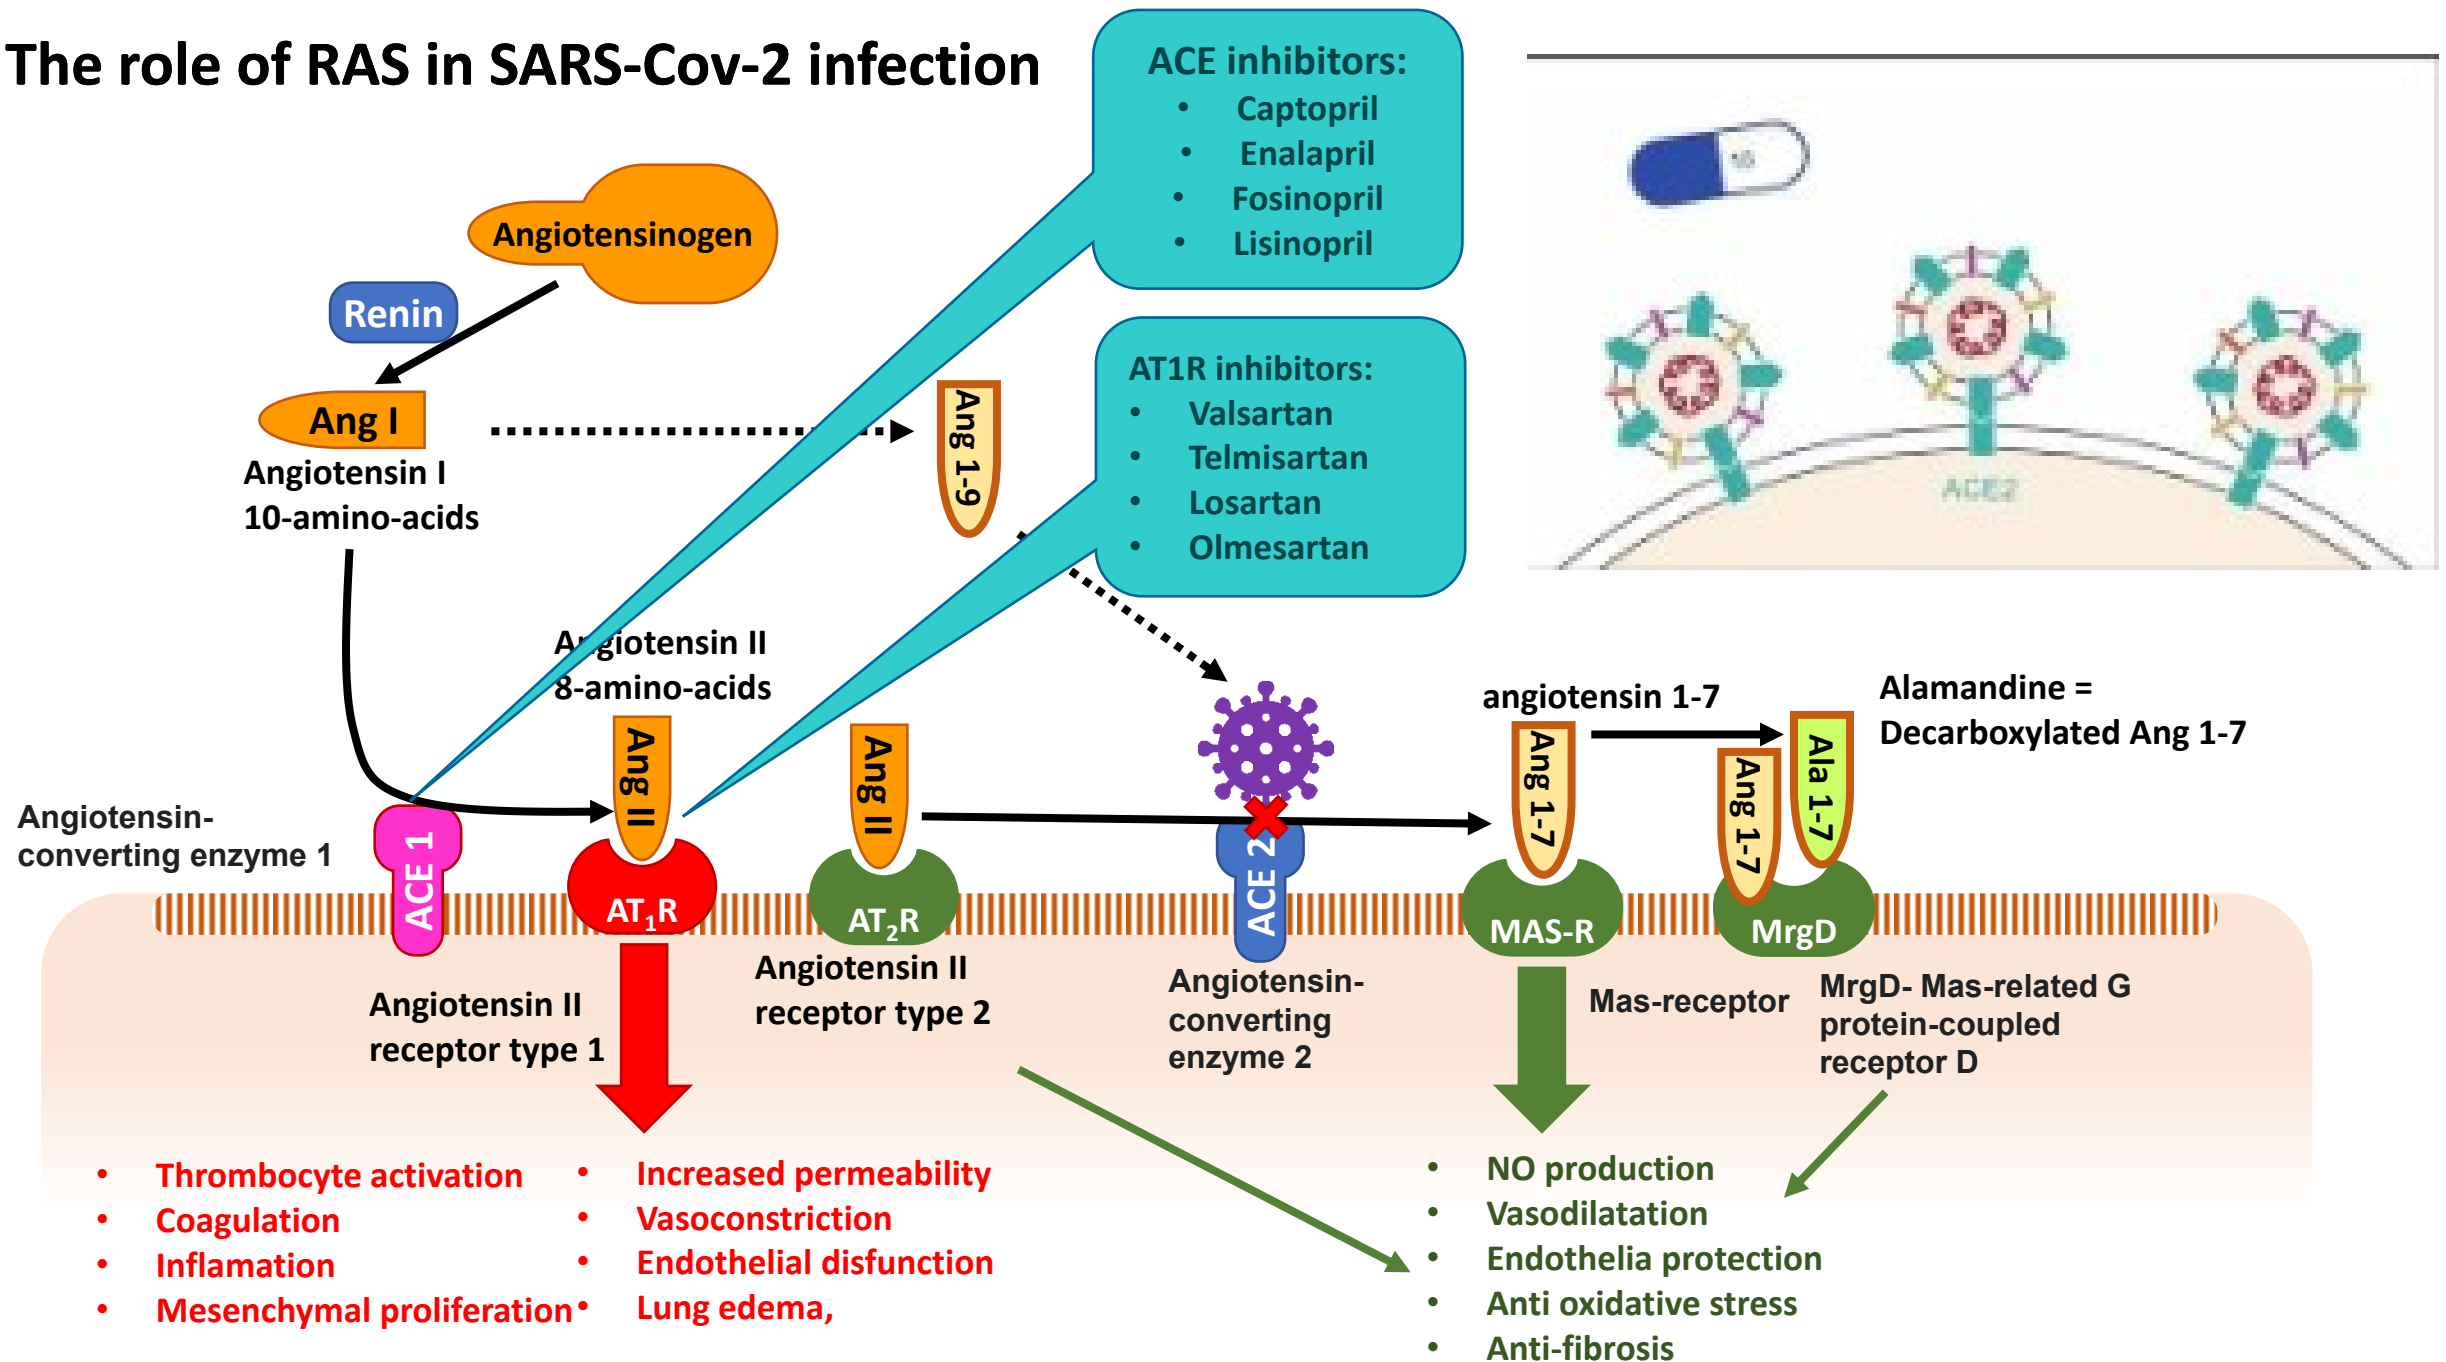 The role of RAS in SARS-Cov-2 infection
ACE inhibitors:
• Captopril
• Enalapril
• Fosinopril
• Lisinopril
Angiotensinogen
Renin
Ang I
Angiotensin I
10-amino-acids
Ang 1-9
AT1R inhibitors:
• Valsartan
• Telmisartan
• Losartan
• Olmesartan
ACE2
Angiotensin II
8-amino-acids
Ang II
Ang II
angiotensin 1-7
Ang 1-7
Ang 1-7
Ala 1-7
Alamandine =
Decarboxylated Ang 1-7
Angiotensin-
converting enzyme 1
ACE 1
AT1R
AT2R
ACE 2
MAS-R
MrgD
Angiotensin II
receptor type 1
Angiotensin II
receptor type 2
Angiotensin-
converting
enzyme 2
Mas-receptor
MrgD- Mas-related G
protein-coupled
receptor D
• Thrombocyte activation
• Coagulation
• Inflamation
• Mesenchymal proliferation
• Increased permeability
• Vasoconstriction
• Endothelial disfunction
• Lung edema,
• NO production
• Vasodilatation
• Endothelia protection
• Anti oxidative stress
• Anti-fibrosis